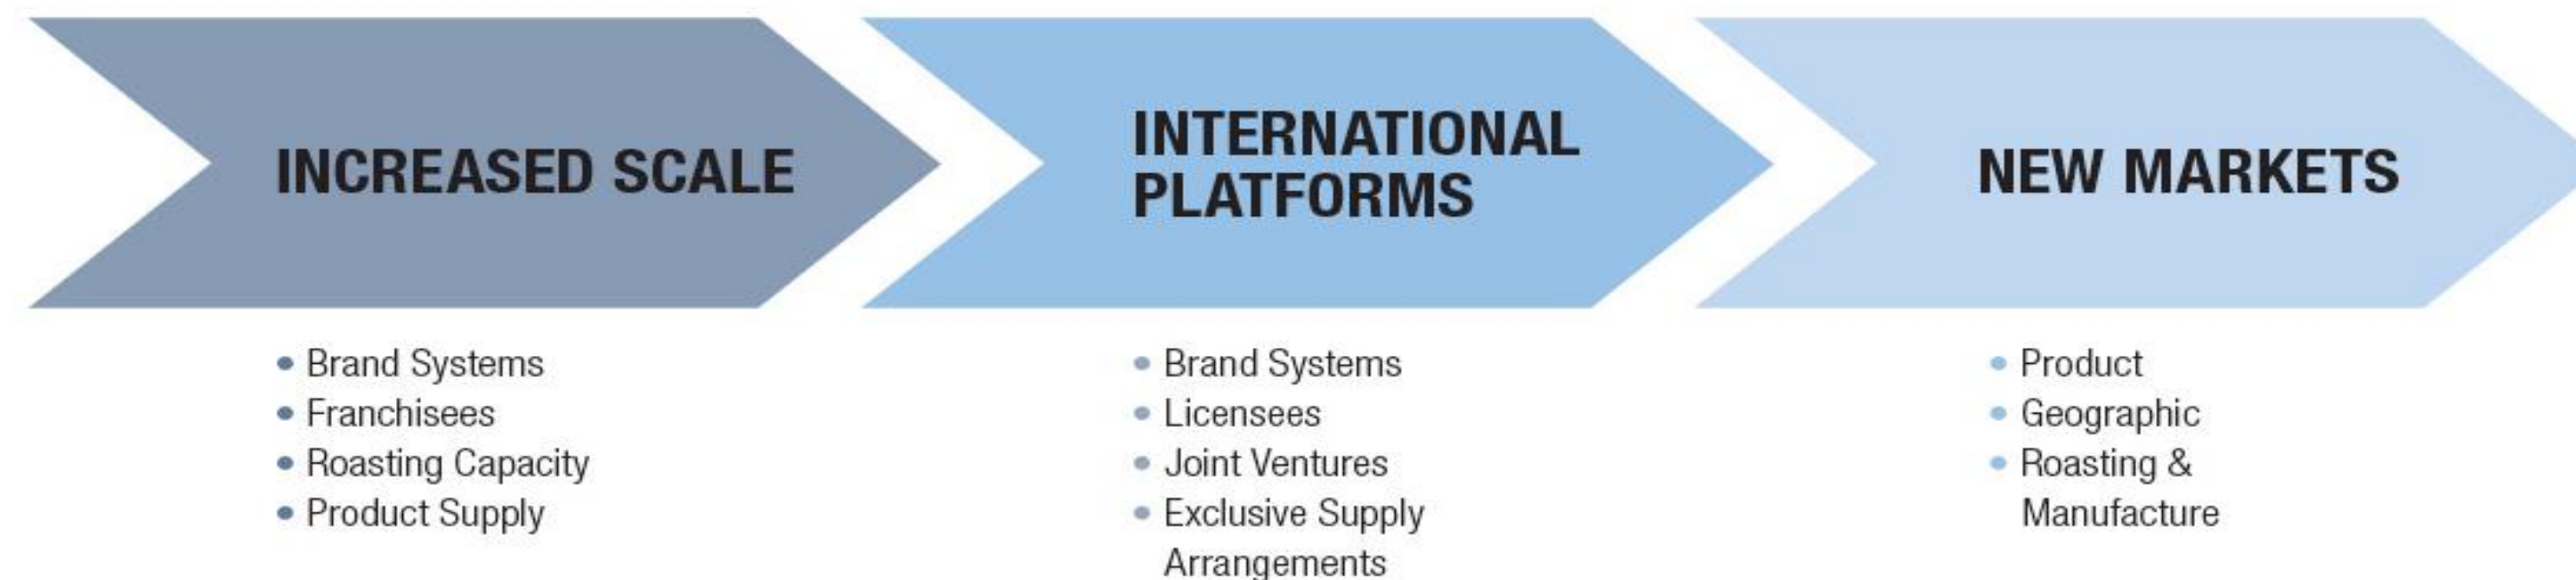 INCREASED SCALE
• Brand Systems
• Franchisees
• Roasting Capacity
• Product Supply
INTERNATIONAL
PLATFORMS
• Brand Systems
• Licensees
• Joint Ventures
• Exclusive Supply
Arrangements
NEW MARKETS
• Product
• Geographic
• Roasting &
Manufacture